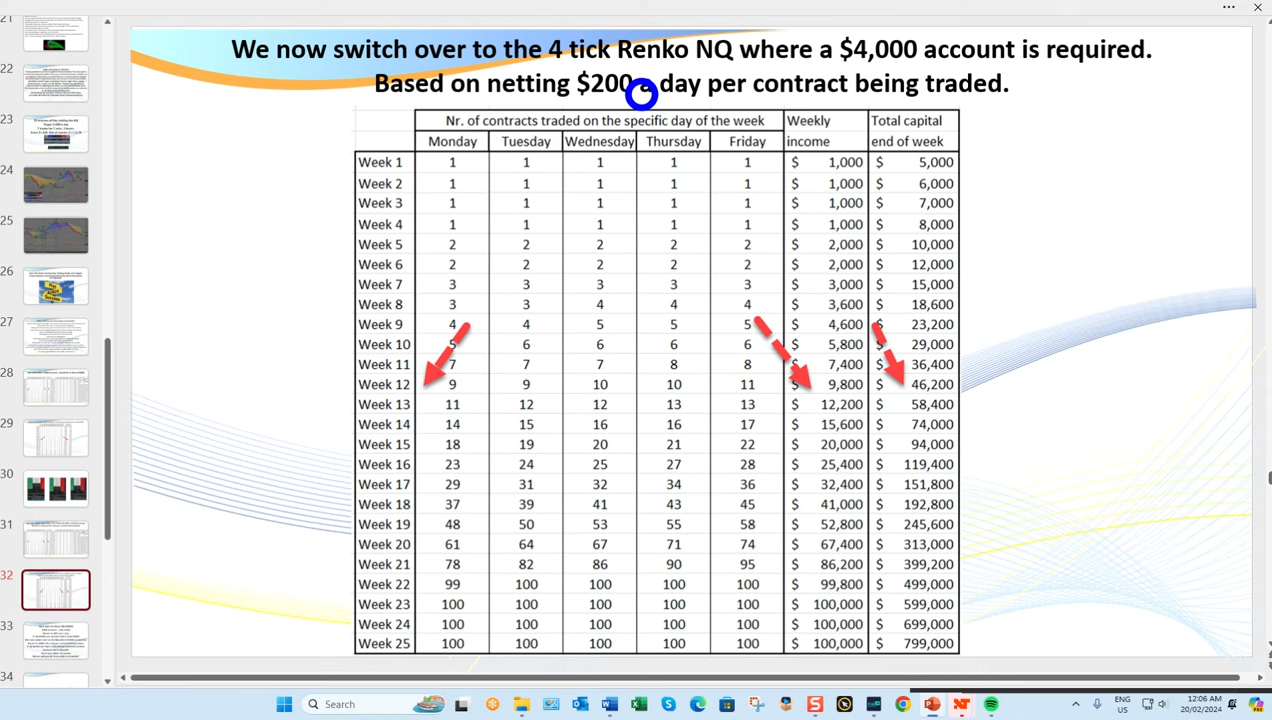 We now switch over to the 4 tick Renko NQ where a $4,000 account is required.
Based on netting $200 a day per contract being traded.
Nr. of contracts traded on the specific day of the week Weekly Total capital
Monday Tuesday Wednesday Thursday Friday income end of week
Week 1 1 1 1 1 1 $ 1,000 $ 5,000
Week 2 1 1 1 1 1 $ 1,000 $ 6,000
Week 3 1 1 1 1 1 $ 1,000 $ 7,000
Week 4 1 1 1 1 1 $ 1,000 $ 8,000
Week 5 2 2 2 2 2 $ 2,000 $ 10,000
Week 6 2 2 2 2 2 $ 2,000 $ 12,000
Week 7 3 3 3 3 3 $ 3,000 $ 15,000
Week 8 3 3 4 4 4 $ 3,600 $ 18,600
Week 9 4 4 5 5 5 $ 4,600 $ 23,200
Week 10 5 6 6 6 6 $ 5,800 $ 29,000
Week 11 7 7 7 8 8 $ 7,400 $ 36,400
Week 12 9 9 10 10 11 $ 9,800 $ 46,200
Week 13 11 12 12 13 13 $ 12,200 $ 58,400
Week 14 14 15 16 16 17 $ 15,600 $ 74,000
Week 15 18 19 20 21 22 $ 20,000 $ 94,000
Week 16 23 24 25 27 28 $ 25,400 $ 119,400
Week 17 29 31 32 34 36 $ 32,400 $ 151,800
Week 18 37 39 41 43 45 $ 41,000 $ 192,800
Week 19 48 50 53 55 58 $ 52,800 $ 245,600
Week 20 61 64 67 71 74 $ 67,400 $ 313,000
Week 21 78 82 86 90 95 $ 86,200 $ 399,200
Week 22 99 100 100 100 100 $ 99,800 $ 499,000
Week 23 100 100 100 100 100 $ 100,000 $ 599,000
Week 24 100 100 100 100 100 $ 100,000 $ 699,000
Week 25 100 100 100 100 100 $ 100,000 $ 799,000
21
22
23
24
25
26
27
28
29
30
31
32
33
34
Search
ENG
US
12:06 AM
20/02/2024